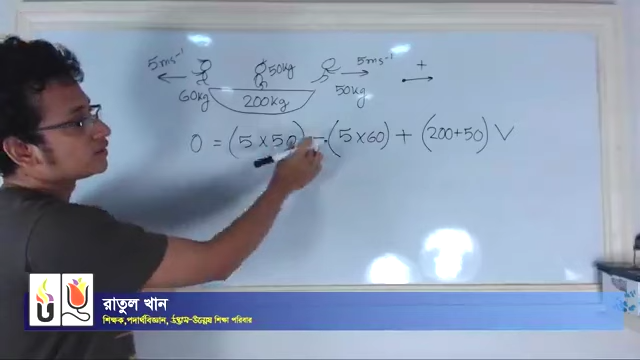 5ms⁻¹ 50kg 5ms⁻¹ +
60kg 200kg 50kg
0 = (5 × 50) - (5 × 60) + (200+50) V
রাতুল খান
শিক্ষক, পদার্থবিজ্ঞান, উদ্ভাস-উন্মেষ শিক্ষা পরিবার